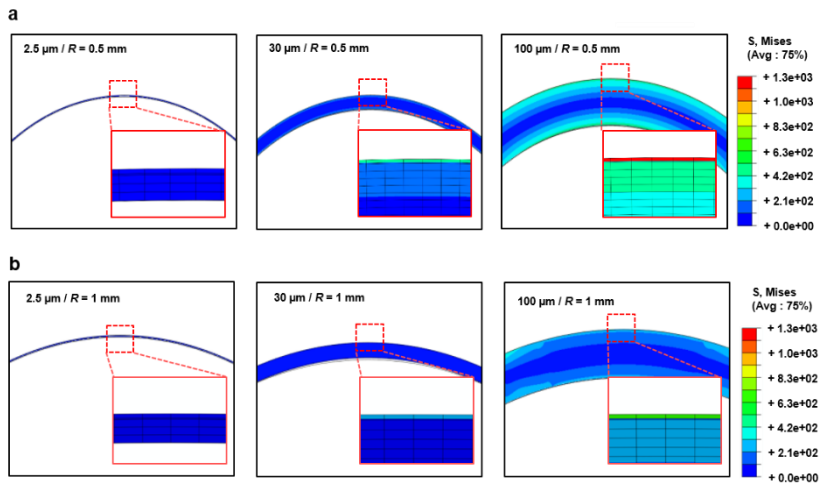 a
2.5 µm / R = 0.5 mm
30 µm / R = 0.5 mm
100 µm / R = 0.5 mm
S, Mises
(Avg : 75%)
+ 1.3e+03
+ 1.0e+03
+ 8.3e+02
+ 6.3e+02
+ 4.2e+02
+ 2.1e+02
+ 0.0e+00
b
2.5 µm / R = 1 mm
30 µm / R = 1 mm
100 µm / R = 1 mm
S, Mises
(Avg : 75%)
+ 1.3e+03
+ 1.0e+03
+ 8.3e+02
+ 6.3e+02
+ 4.2e+02
+ 2.1e+02
+ 0.0e+00